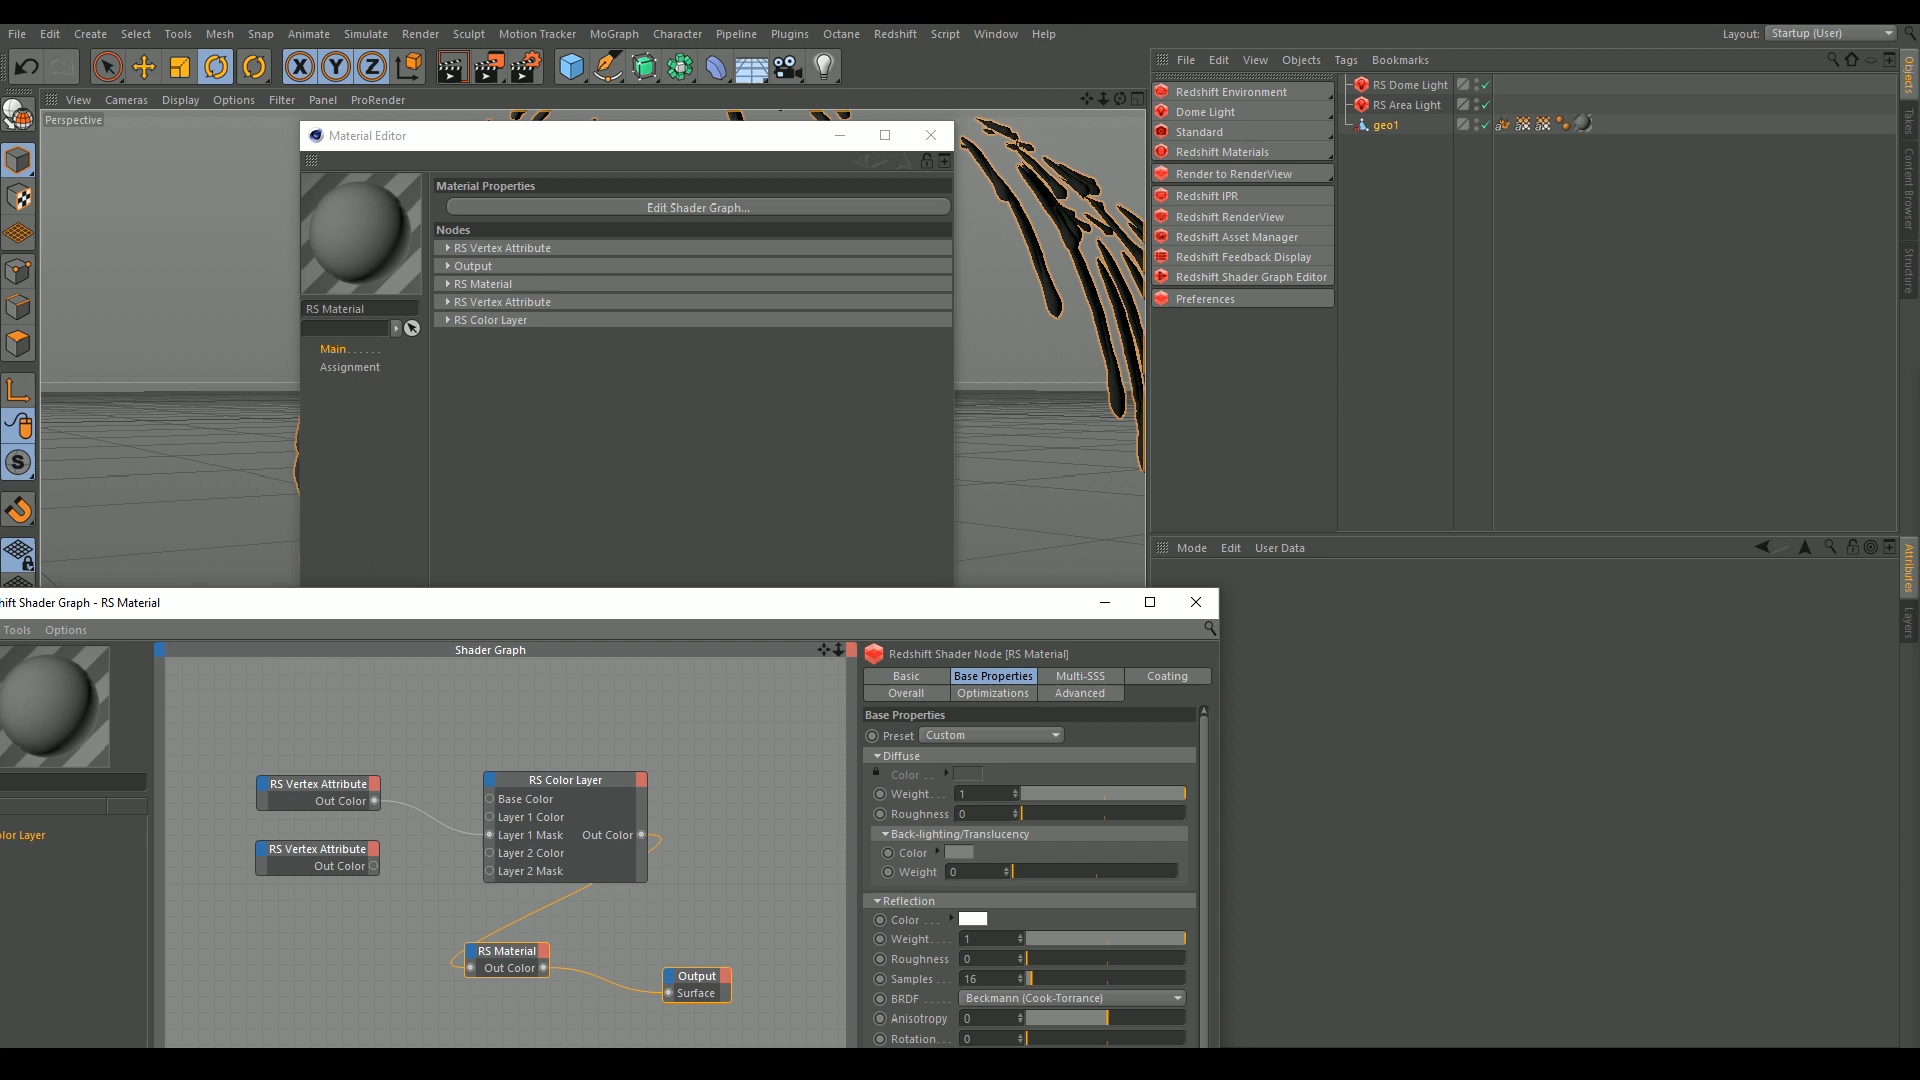 File Edit Create Select Tools Mesh Snap Animate Simulate Render Sculpt Motion Tracker MoGraph Character Pipeline Plugins Octane Redshift Script Window Help
Layout: Startup (User)
View Cameras Display Options Filter Panel ProRender
Perspective
Material Editor
Material Properties
Edit Shader Graph...
Nodes
RS Vertex Attribute
Output
RS Material
RS Vertex Attribute
RS Color Layer
RS Material
Main . . . . . .
Assignment
File Edit View Objects Tags Bookmarks
Redshift Environment
Dome Light
Standard
Redshift Materials
Render to RenderView
Redshift IPR
Redshift RenderView
Redshift Asset Manager
Redshift Feedback Display
Redshift Shader Graph Editor
Preferences
RS Dome Light
RS Area Light
geo1
Objects
Takes
Content Browser
Structure
Mode Edit User Data
Attributes
Layers
hift Shader Graph - RS Material
Tools Options
Shader Graph
olor Layer
RS Vertex Attribute
Out Color
RS Vertex Attribute
Out Color
RS Color Layer
Base Color
Layer 1 Color
Layer 1 Mask Out Color
Layer 2 Color
Layer 2 Mask
RS Material
Out Color
Output
Surface
Redshift Shader Node [RS Material]
Basic Base Properties Multi-SSS Coating
Overall Optimizations Advanced
Base Properties
Preset Custom
Diffuse
Color . .
Weight. . . 1
Roughness 0
Back-lighting/Translucency
Color
Weight 0
Reflection
Color . . .
Weight. . . . 1
Roughness 0
Samples . . . 16
BRDF . . . . . Beckmann (Cook-Torrance)
Anisotropy 0
Rotation. . . 0